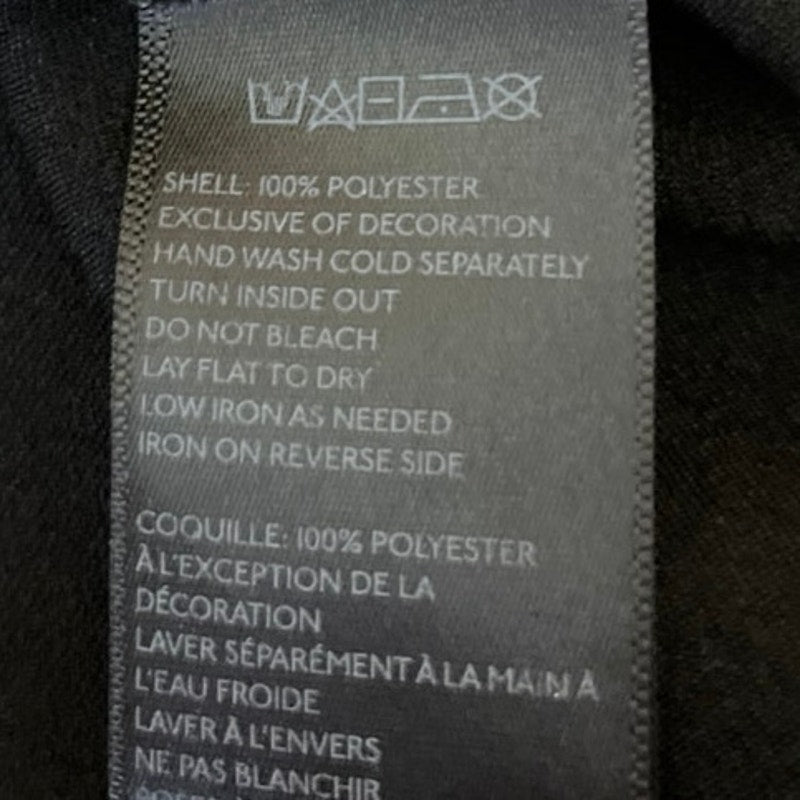 SHELL: 100% POLYESTER
EXCLUSIVE OF DECORATION
HAND WASH COLD SEPARATELY
TURN INSIDE OUT
DO NOT BLEACH
LAY FLAT TO DRY
LOW IRON AS NEEDED
IRON ON REVERSE SIDE
COQUILLE: 100% POLYESTER
À L'EXCEPTION DE LA
DÉCORATION
LAVER SÉPARÉMENT À LA MAIN À
L'EAU FROIDE
LAVER À L'ENVERS
NE PAS BLANCHIR